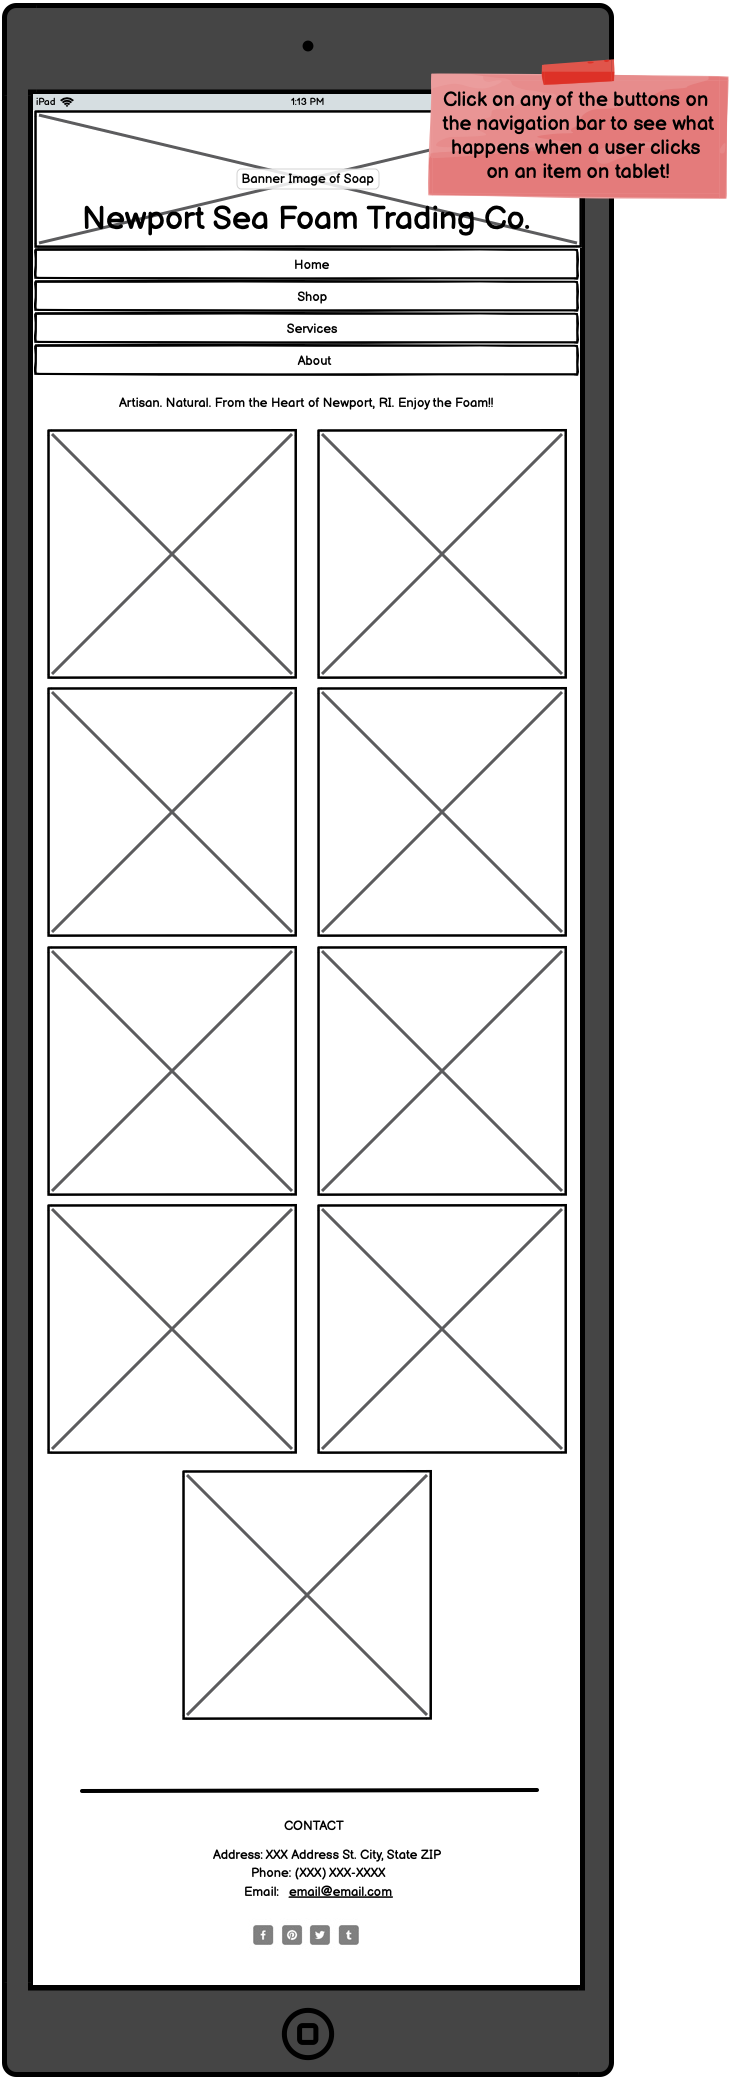 iPad
1:13 PM
Click on any of the buttons on
the navigation bar to see what
happens when a user clicks
on an item on tablet!
Banner Image of Soap
Newport Sea Foam Trading Co.
Home
Shop
Services
About
Artisan. Natural. From the Heart of Newport, RI. Enjoy the Foam!!
CONTACT
Address: XXX Address St. City, State ZIP
Phone: (XXX) XXX-XXXX
Email: email@email.com